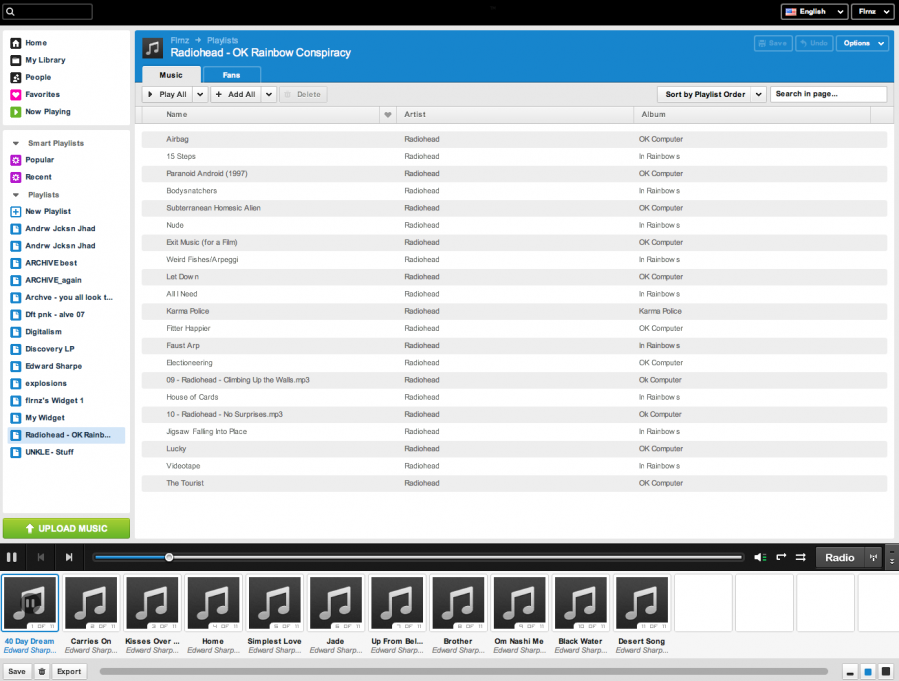 English
Flrnz
Home
My Library
People
Favorites
Now Playing
Smart Playlists
Popular
Recent
Playlists
New Playlist
Andrw Jcksn Jhad
Andrw Jcksn Jhad
ARCHIVE best
ARCHIVE_again
Archve - you all look t...
Dft pnk - alve 07
Digitalism
Discovery LP
Edward Sharpe
explosions
flrnz's Widget 1
My Widget
Radiohead - OK Rainb...
UNKLE - Stuff
UPLOAD MUSIC
Flrnz → Playlists
Radiohead - OK Rainbow Conspiracy
Save Undo Options
Music Fans
Play All + Add All Delete Sort by Playlist Order Search in page...
Name Artist Album
Airbag Radiohead OK Computer
15 Steps Radiohead In Rainbows
Paranoid Android (1997) Radiohead OK Computer
Bodysnatchers Radiohead In Rainbows
Subterranean Homesic Alien Radiohead OK Computer
Nude Radiohead In Rainbows
Exit Music (for a Film) Radiohead OK Computer
Weird Fishes/Arpeggi Radiohead In Rainbows
Let Down Radiohead OK Computer
All I Need Radiohead In Rainbows
Karma Police Radiohead Karma Police
Fitter Happier Radiohead OK Computer
Faust Arp Radiohead In Rainbows
Electioneering Radiohead OK Computer
09 - Radiohead - Climbing Up the Walls.mp3 Radiohead Ok Computer
House of Cards Radiohead In Rainbows
10 - Radiohead - No Surprises.mp3 Radiohead Ok Computer
Jigsaw Falling Into Place Radiohead In Rainbows
Lucky Radiohead OK Computer
Videotape Radiohead In Rainbows
The Tourist Radiohead OK Computer
Radio
1 OF 11 2 OF 11 3 OF 11 4 OF 11 5 OF 11 6 OF 11 7 OF 11 8 OF 11 9 OF 11 10 OF 11 11 OF 11
40 Day Dream Carries On Kisses Over ... Home Simplest Love Jade Up From Bel... Brother Om Nashi Me Black Water Desert Song
Edward Sharp... Edward Sharp... Edward Sharp... Edward Sharp... Edward Sharp... Edward Sharp... Edward Sharp... Edward Sharp... Edward Sharp... Edward Sharp... Edward Sharp...
Save Export